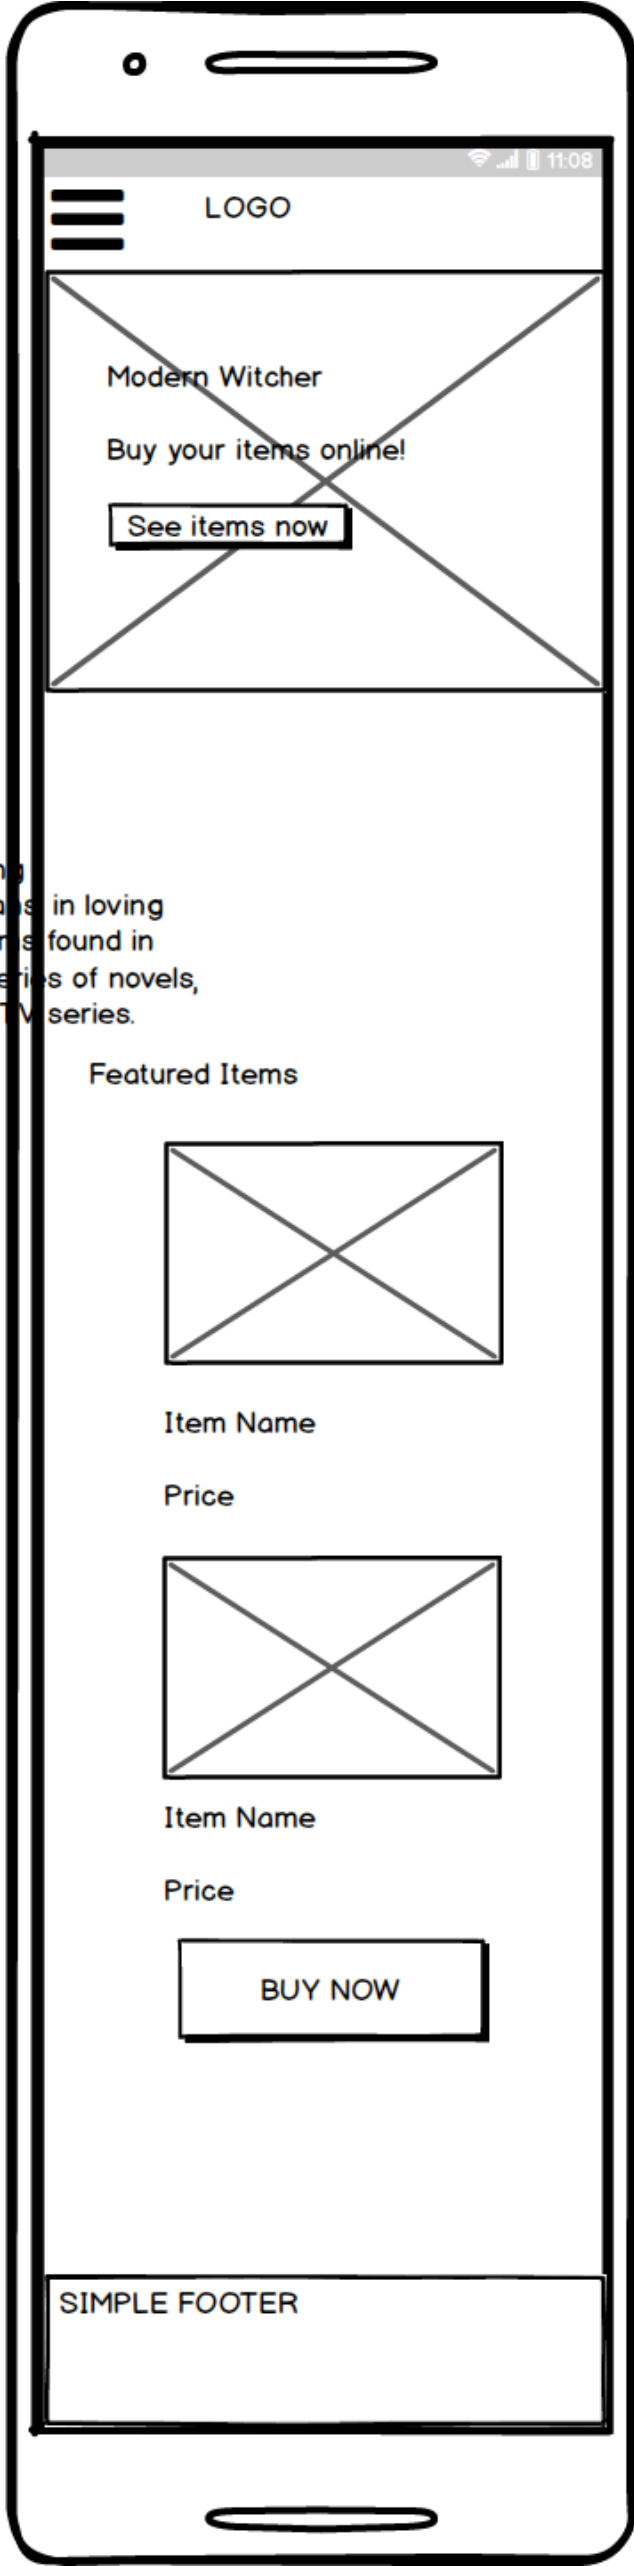 11:08
LOGO
Modern Witcher
Buy your items online!
See items now
in loving
found in
of novels,
TV series.
Featured Items
Item Name
Price
Item Name
Price
BUY NOW
SIMPLE FOOTER